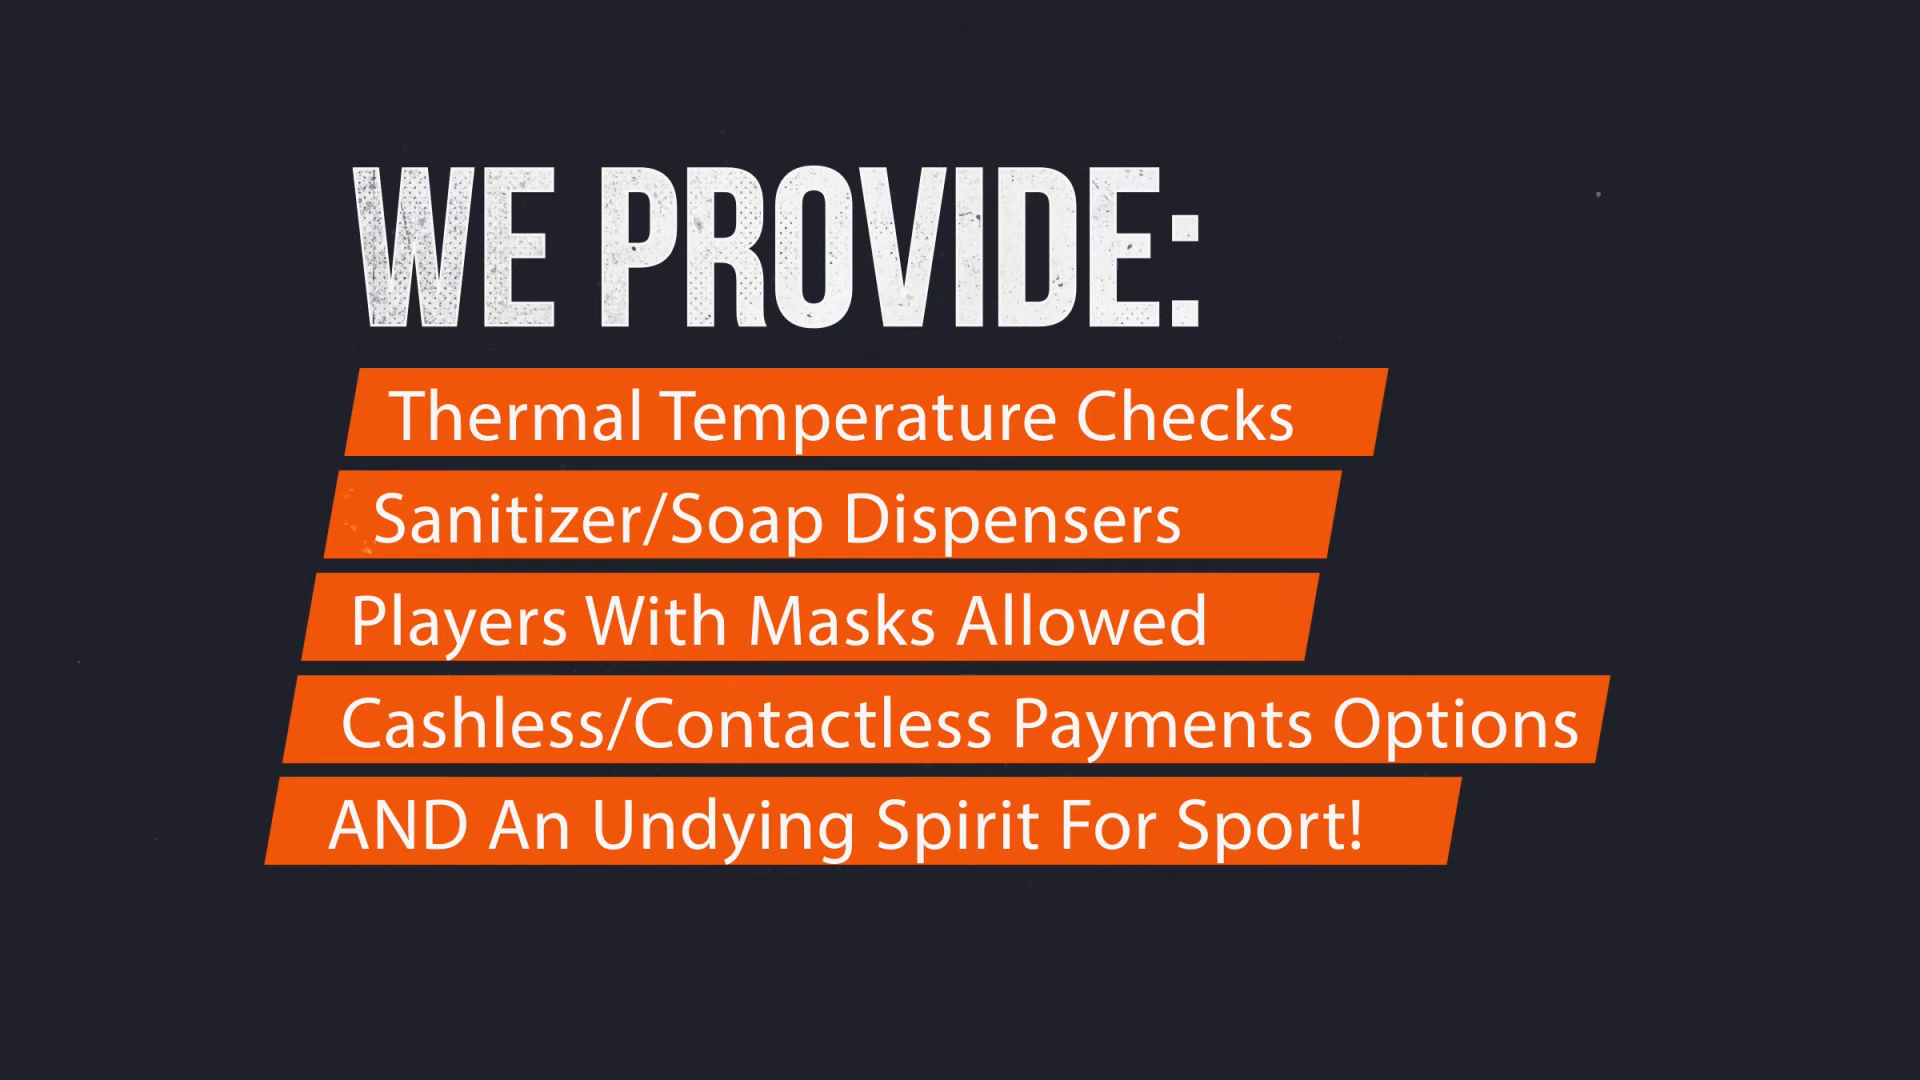 WE PROVIDE:
Thermal Temperature Checks
Sanitizer/Soap Dispensers
Players With Masks Allowed
Cashless/Contactless Payments Options
AND An Undying Spirit For Sport!